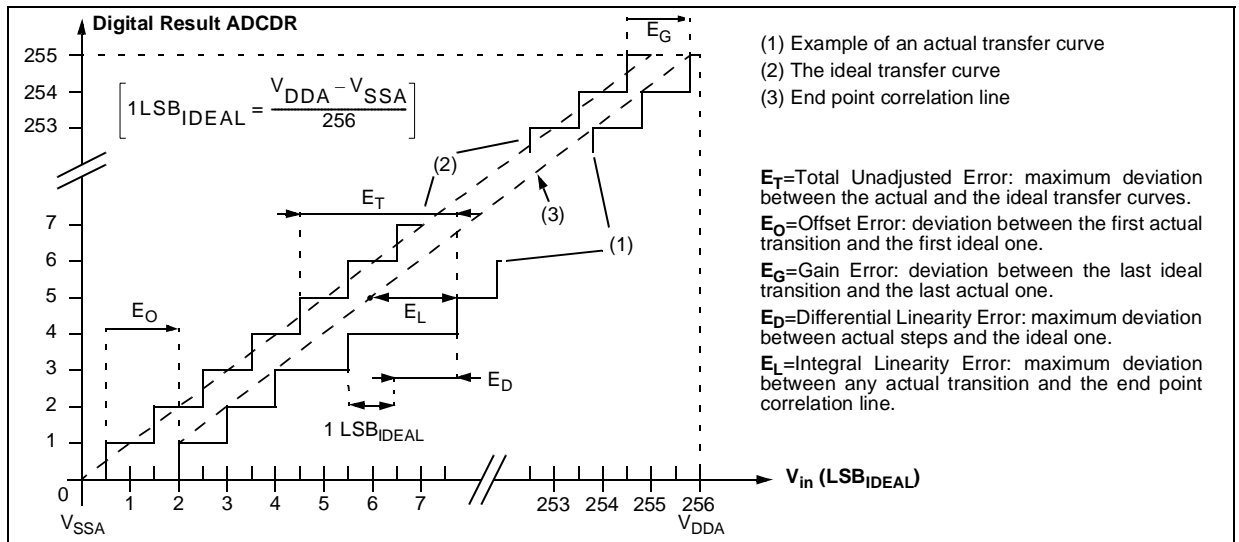 Digital Result ADCDR
E_G
255
254
253
1LSB_IDEAL = V_DDA – V_SSA / 256
(2)
E_T
(3)
7
6
(1)
5
E_O
E_L
4
3
E_D
2
1 LSB_IDEAL
1
0
V_in (LSB_IDEAL)
1 2 3 4 5 6 7 253 254 255 256
V_SSA
V_DDA
(1) Example of an actual transfer curve
(2) The ideal transfer curve
(3) End point correlation line
E_T=Total Unadjusted Error: maximum deviation
between the actual and the ideal transfer curves.
E_O=Offset Error: deviation between the first actual
transition and the first ideal one.
E_G=Gain Error: deviation between the last ideal
transition and the last actual one.
E_D=Differential Linearity Error: maximum deviation
between actual steps and the ideal one.
E_L=Integral Linearity Error: maximum deviation
between any actual transition and the end point
correlation line.
(1)